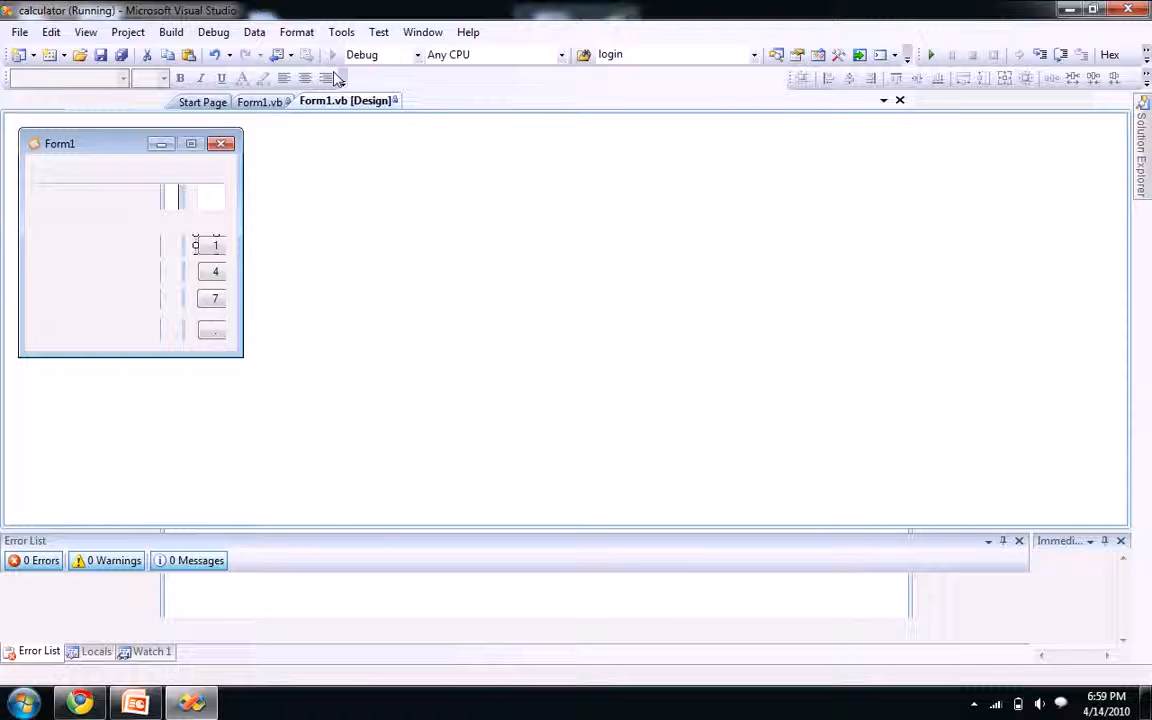 calculator (Running) - Microsoft Visual Studio
File Edit View Project Build Debug Data Format Tools Test Window Help
Debug Any CPU login Hex
B I U A
Start Page Form1.vb Form1.vb [Design]
Solution Explorer
Form1
1
4
7
.
Error List Immedi...
0 Errors 0 Warnings 0 Messages
Error List Locals Watch 1
6:59 PM
4/14/2010